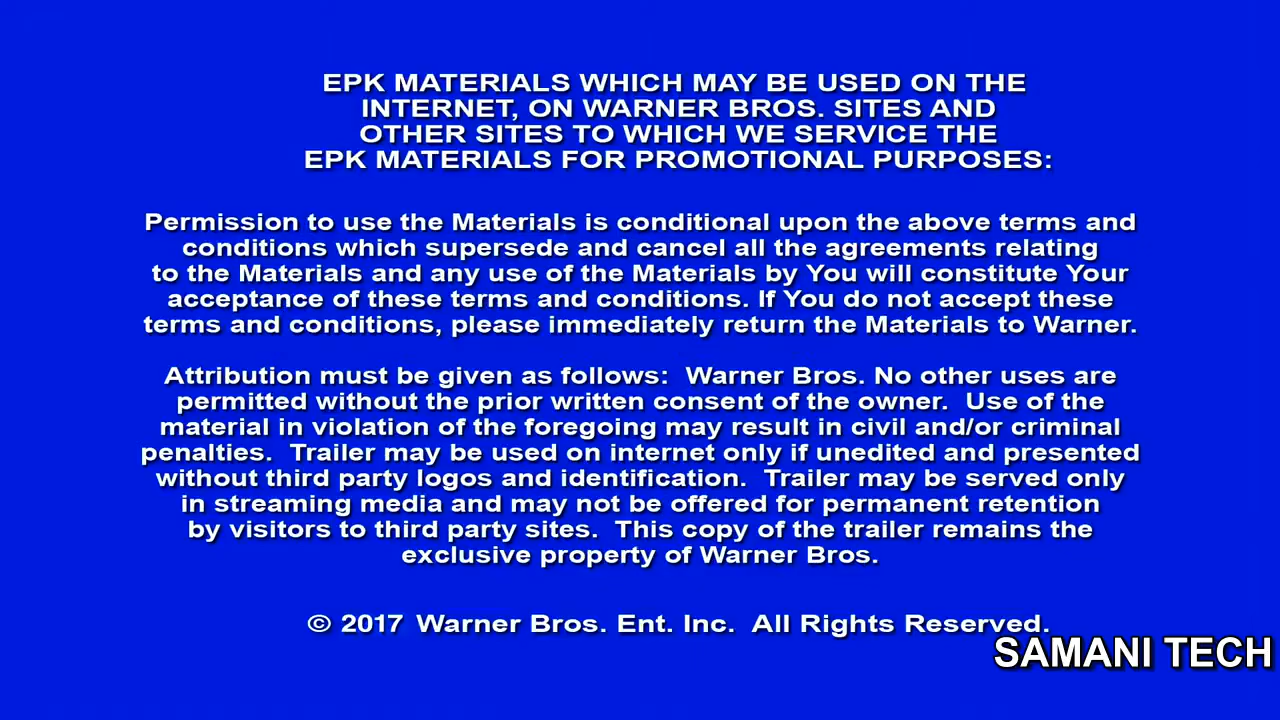 EPK MATERIALS WHICH MAY BE USED ON THE
INTERNET, ON WARNER BROS. SITES AND
OTHER SITES TO WHICH WE SERVICE THE
EPK MATERIALS FOR PROMOTIONAL PURPOSES:
Permission to use the Materials is conditional upon the above terms and
conditions which supersede and cancel all the agreements relating
to the Materials and any use of the Materials by You will constitute Your
acceptance of these terms and conditions. If You do not accept these
terms and conditions, please immediately return the Materials to Warner.
Attribution must be given as follows:  Warner Bros. No other uses are
permitted without the prior written consent of the owner.  Use of the
material in violation of the foregoing may result in civil and/or criminal
penalties.  Trailer may be used on internet only if unedited and presented
without third party logos and identification.  Trailer may be served only
in streaming media and may not be offered for permanent retention
by visitors to third party sites.  This copy of the trailer remains the
exclusive property of Warner Bros.
© 2017 Warner Bros. Ent. Inc.  All Rights Reserved.
SAMANI TECH